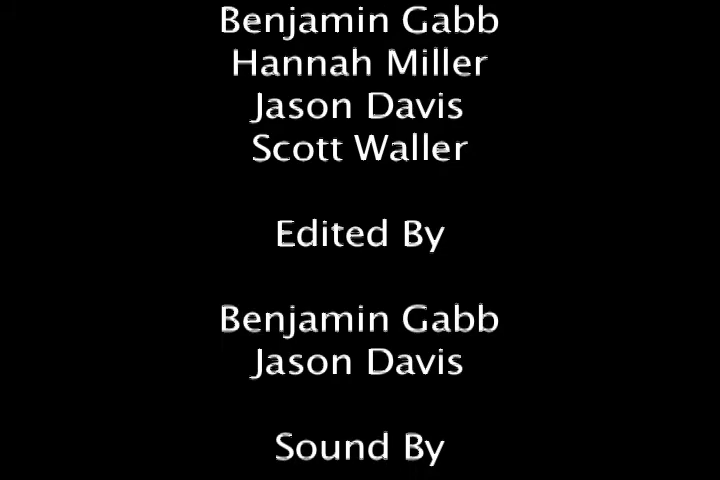 Benjamin Gabb
Hannah Miller
Jason Davis
Scott Waller
Edited By
Benjamin Gabb
Jason Davis
Sound By